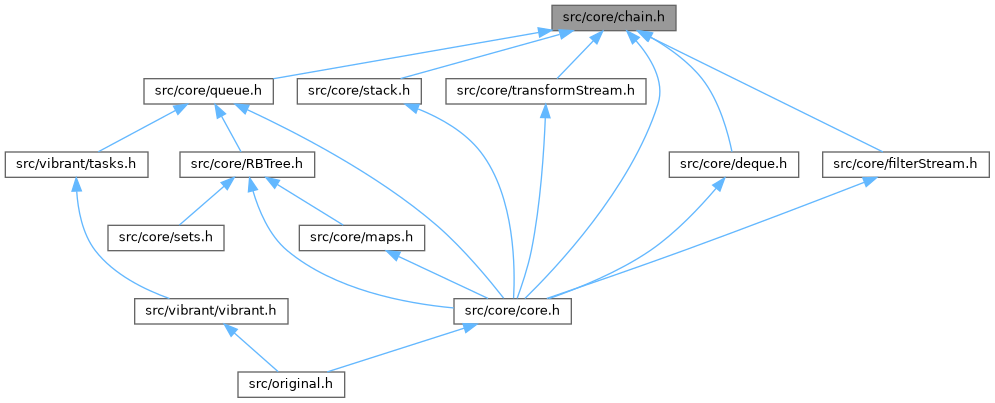 src/core/chain.h
src/core/queue.h
src/core/stack.h
src/core/transformStream.h
src/vibrant/tasks.h
src/core/RBTree.h
src/core/deque.h
src/core/filterStream.h
src/core/sets.h
src/core/maps.h
src/vibrant/vibrant.h
src/core/core.h
src/original.h